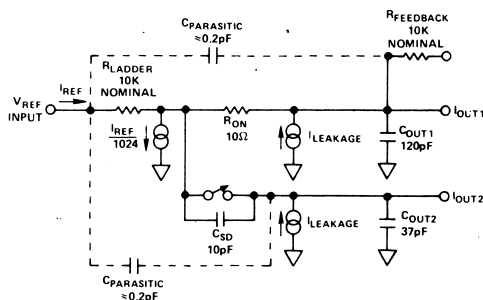 CPARASITIC
≈0.2pF
RFEEDBACK
10K
NOMINAL
RLADDER
10K
NOMINAL
IREF
VREF
INPUT
IREF
1024
RON
10Ω
ILEAKAGE
COUT1
120pF
IOUT1
CSD
10pF
ILEAKAGE
COUT2
37pF
IOUT2
CPARASITIC
≈0.2pF